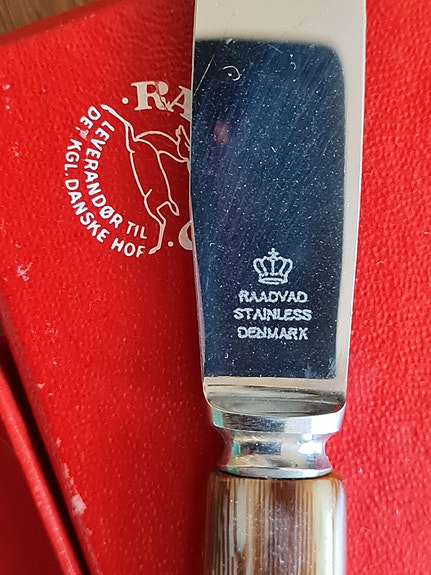 LEVERANDØR TIL
DET KGL. DANSKE HOF
RAADVAD
STAINLESS
DENMARK